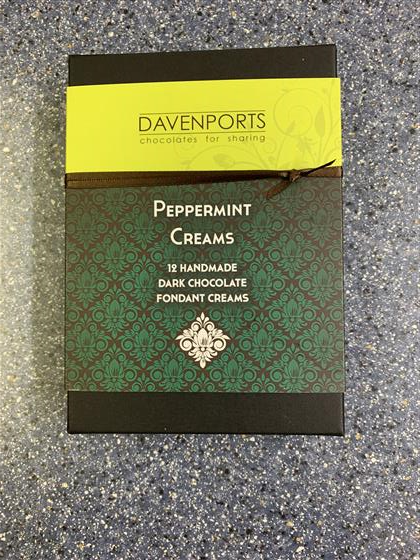 DAVENPORTS
chocolates for sharing
PEPPERMINT
CREAMS
12 HANDMADE
DARK CHOCOLATE
FONDANT CREAMS